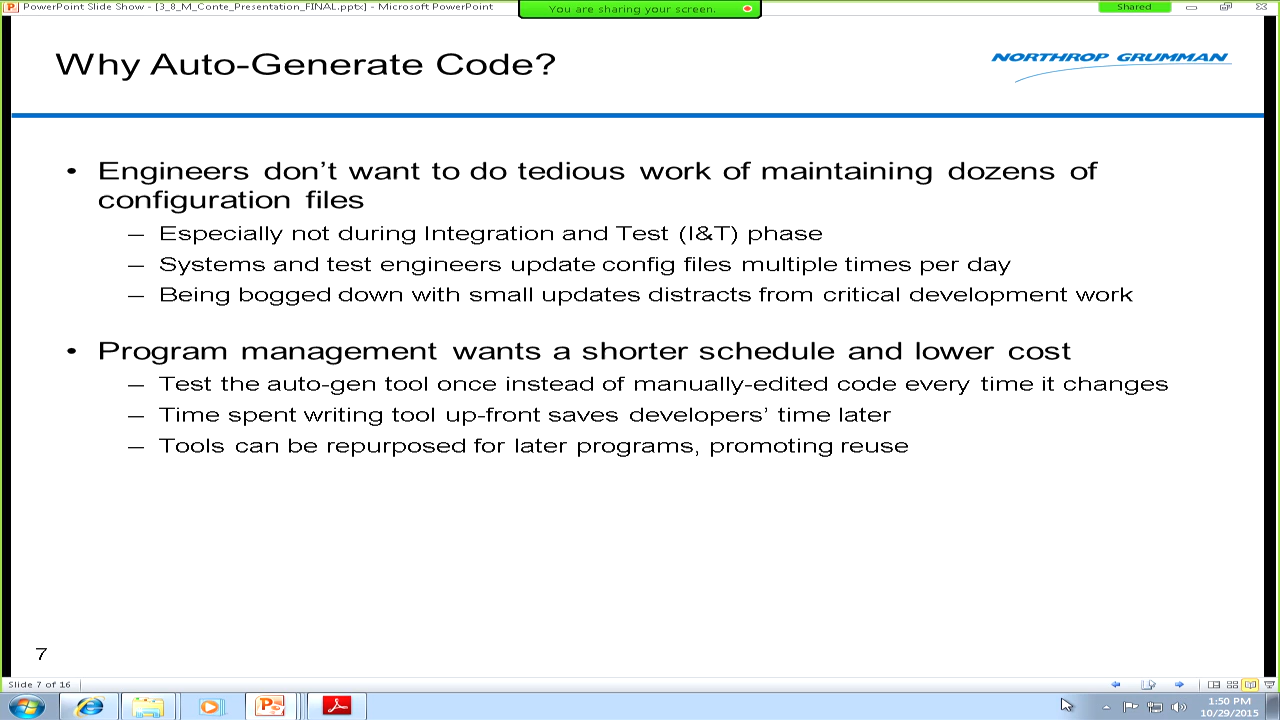 PowerPoint Slide Show - [3_8_M_Conte_Presentation_FINAL.pptx] - Microsoft PowerPoint
You are sharing your screen.
Shared
Why Auto-Generate Code?
NORTHROP GRUMMAN
• Engineers don’t want to do tedious work of maintaining dozens of
configuration files
– Especially not during Integration and Test (I&T) phase
– Systems and test engineers update config files multiple times per day
– Being bogged down with small updates distracts from critical development work
• Program management wants a shorter schedule and lower cost
– Test the auto-gen tool once instead of manually-edited code every time it changes
– Time spent writing tool up-front saves developers’ time later
– Tools can be repurposed for later programs, promoting reuse
7
Slide 7 of 16
1:50 PM
10/29/2015